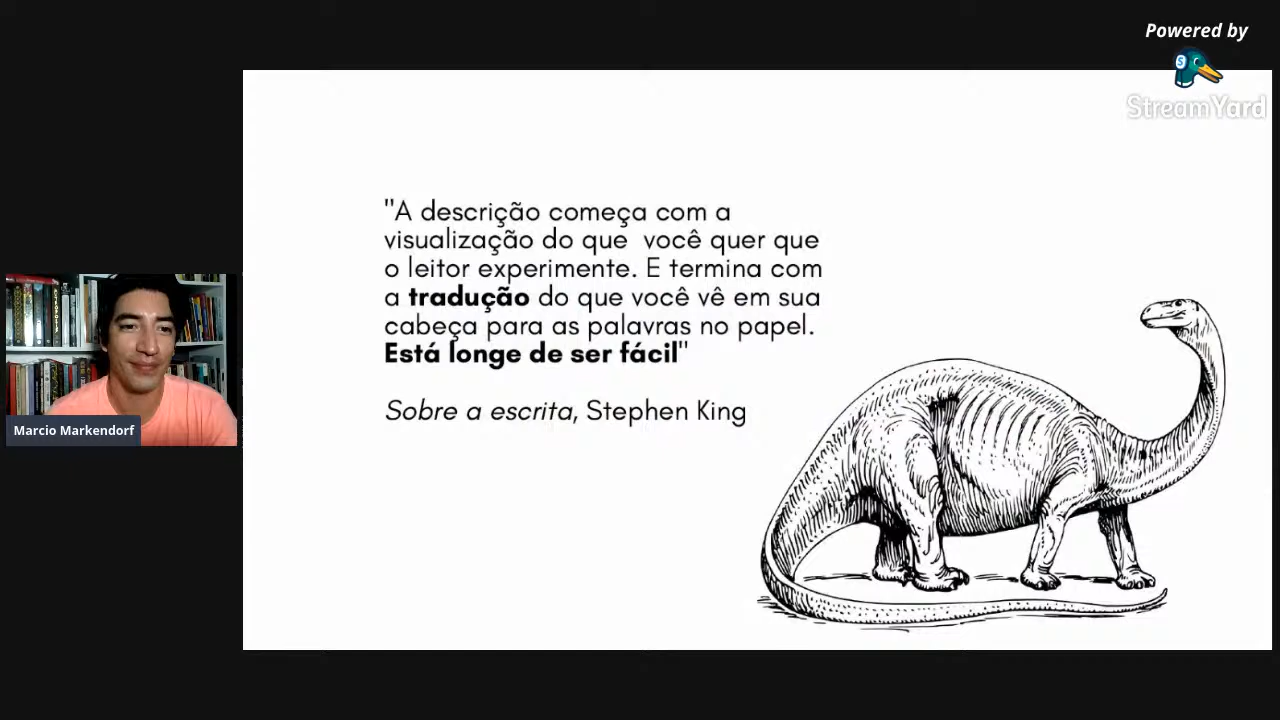 Powered by
StreamYard
"A descrição começa com a
visualização do que você quer que
o leitor experimente. E termina com
a tradução do que você vê em sua
cabeça para as palavras no papel.
Está longe de ser fácil"
Sobre a escrita, Stephen King
Marcio Markendorf